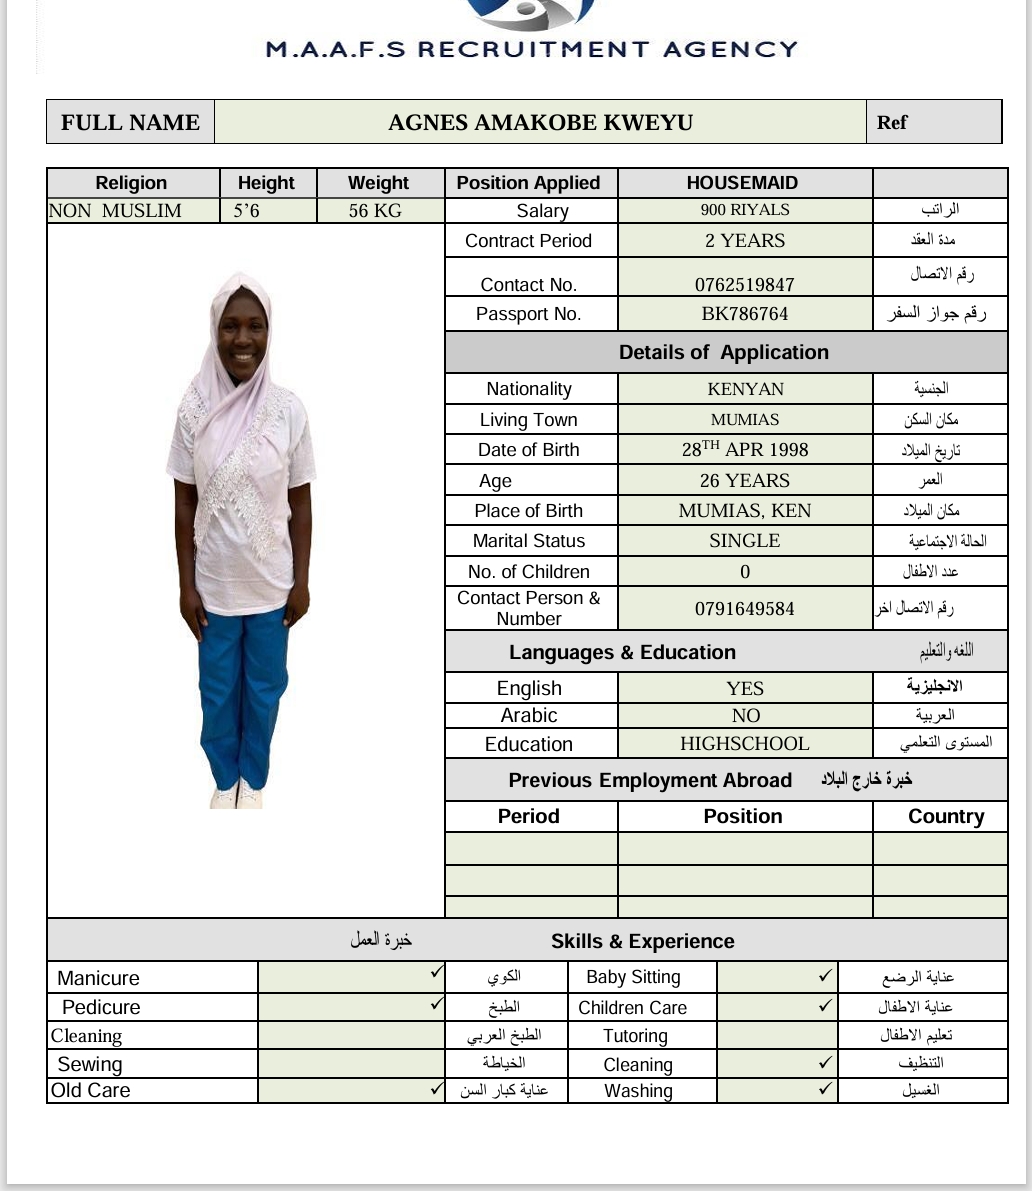 M.A.A.F.S RECRUITMENT AGENCY
FULL NAME AGNES AMAKOBE KWEYU Ref
Religion Height Weight Position Applied HOUSEMAID
NON MUSLIM 5’6 56 KG Salary 900 RIYALS الراتب
Contract Period 2 YEARS مدة العقد
Contact No. 0762519847 رقم الاتصال
Passport No. BK786764 رقم جواز السفر
Details of Application
Nationality KENYAN الجنسية
Living Town MUMIAS مكان السكن
Date of Birth 28TH APR 1998 تاريخ الميلاد
Age 26 YEARS العمر
Place of Birth MUMIAS, KEN مكان الميلاد
Marital Status SINGLE الحالة الاجتماعية
No. of Children 0 عدد الاطفال
Contact Person &
Number 0791649584 رقم الاتصال اخر
Languages & Education اللغه والتعليم
English YES الانجليزية
Arabic NO العربية
Education HIGHSCHOOL المستوى التعلمي
Previous Employment Abroad خبرة خارج البلاد
Period Position Country
خبرة العمل Skills & Experience
Manicure ✓ الكوي Baby Sitting ✓ عناية الرضع
Pedicure ✓ الطبخ Children Care ✓ عناية الاطفال
Cleaning الطبخ العربي Tutoring تعليم الاطفال
Sewing الخياطة Cleaning ✓ التنظيف
Old Care ✓ عناية كبار السن Washing ✓ الغسيل